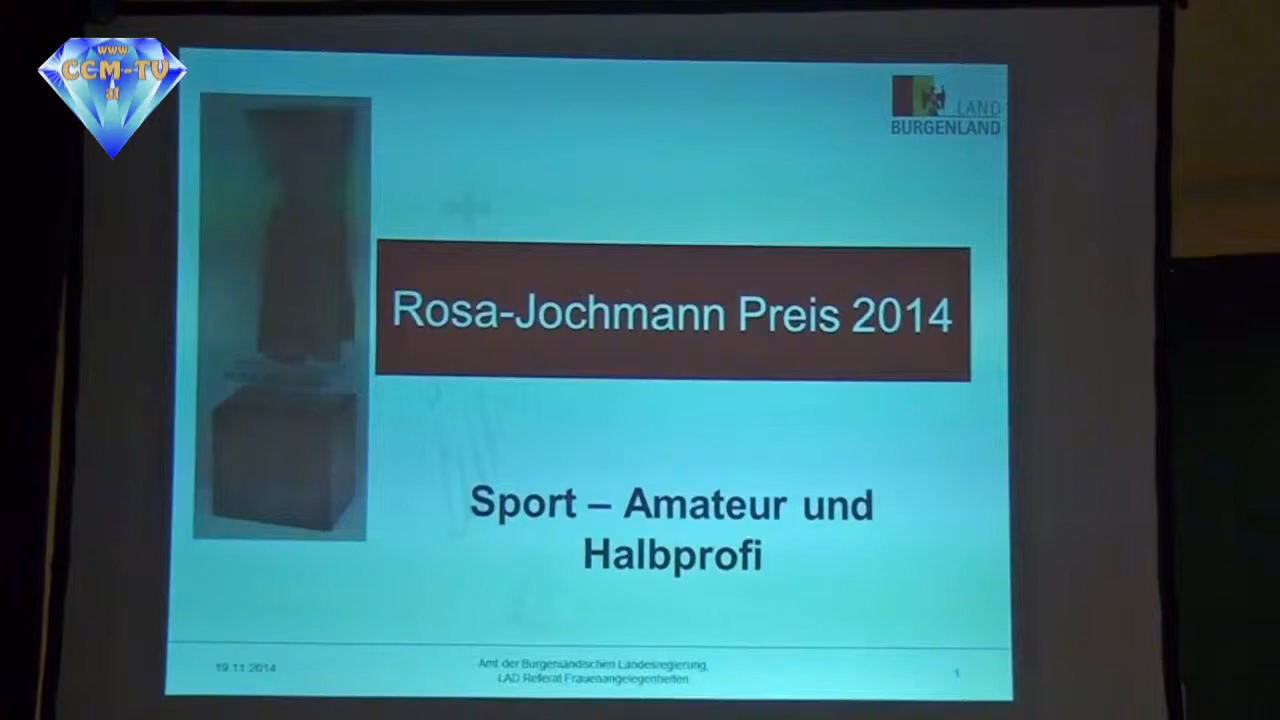 www
CCM-TV
at
LAND
BURGENLAND
Rosa-Jochmann Preis 2014
Sport – Amateur und
Halbprofi
19.11.2014
Amt der Burgenländischen Landesregierung,
LAD Referat Frauenangelegenheiten
1